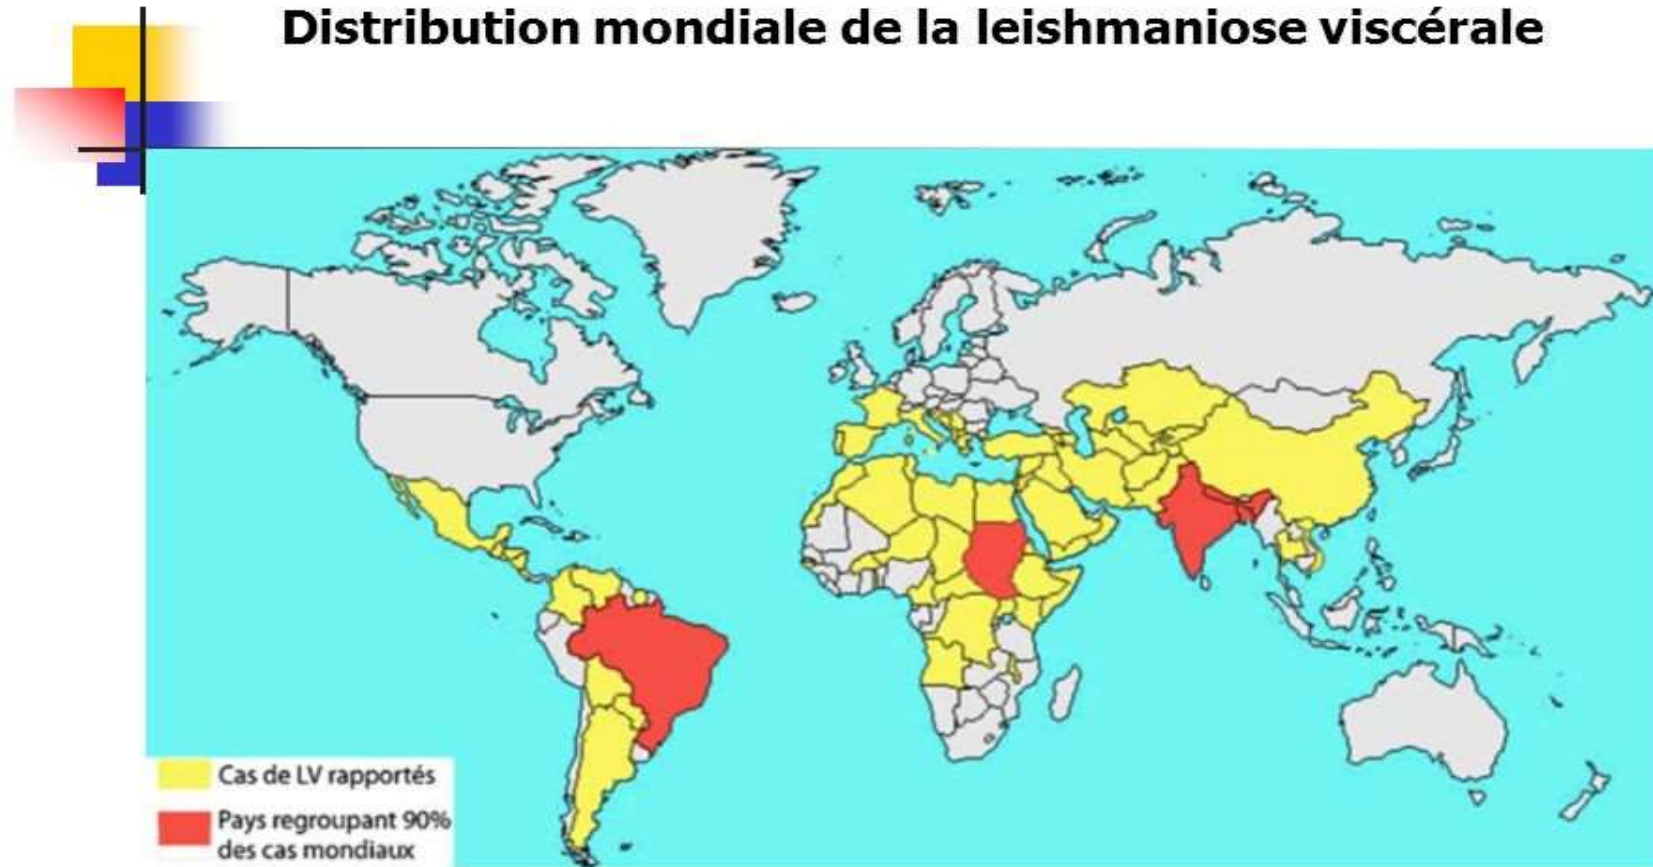 Distribution mondiale de la leishmaniose viscérale
Cas de LV rapportés
Pays regroupant 90%
des cas mondiaux